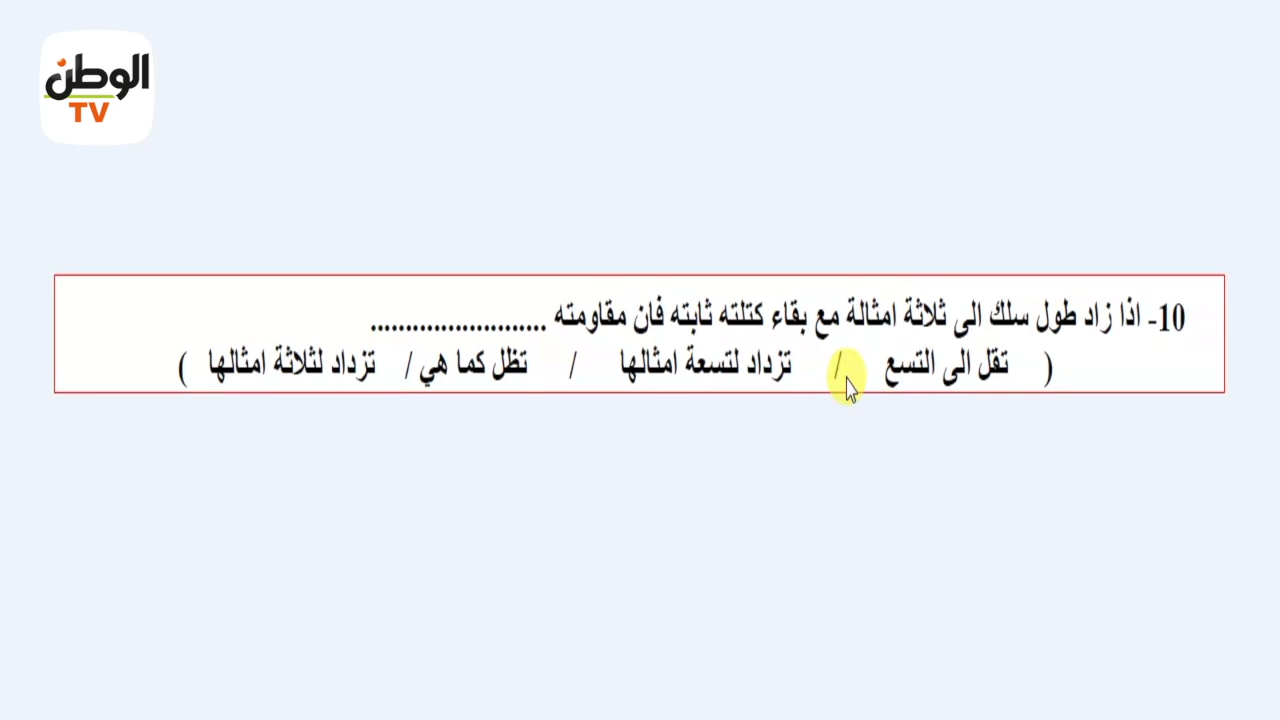 الوطن
TV
10- اذا زاد طول سلك الى ثلاثة امثالة مع بقاء كتلته ثابته فان مقاومته .........................
( تقل الى التسع / تزداد لتسعة امثالها / تظل كما هي / تزداد لثلاثة امثالها )